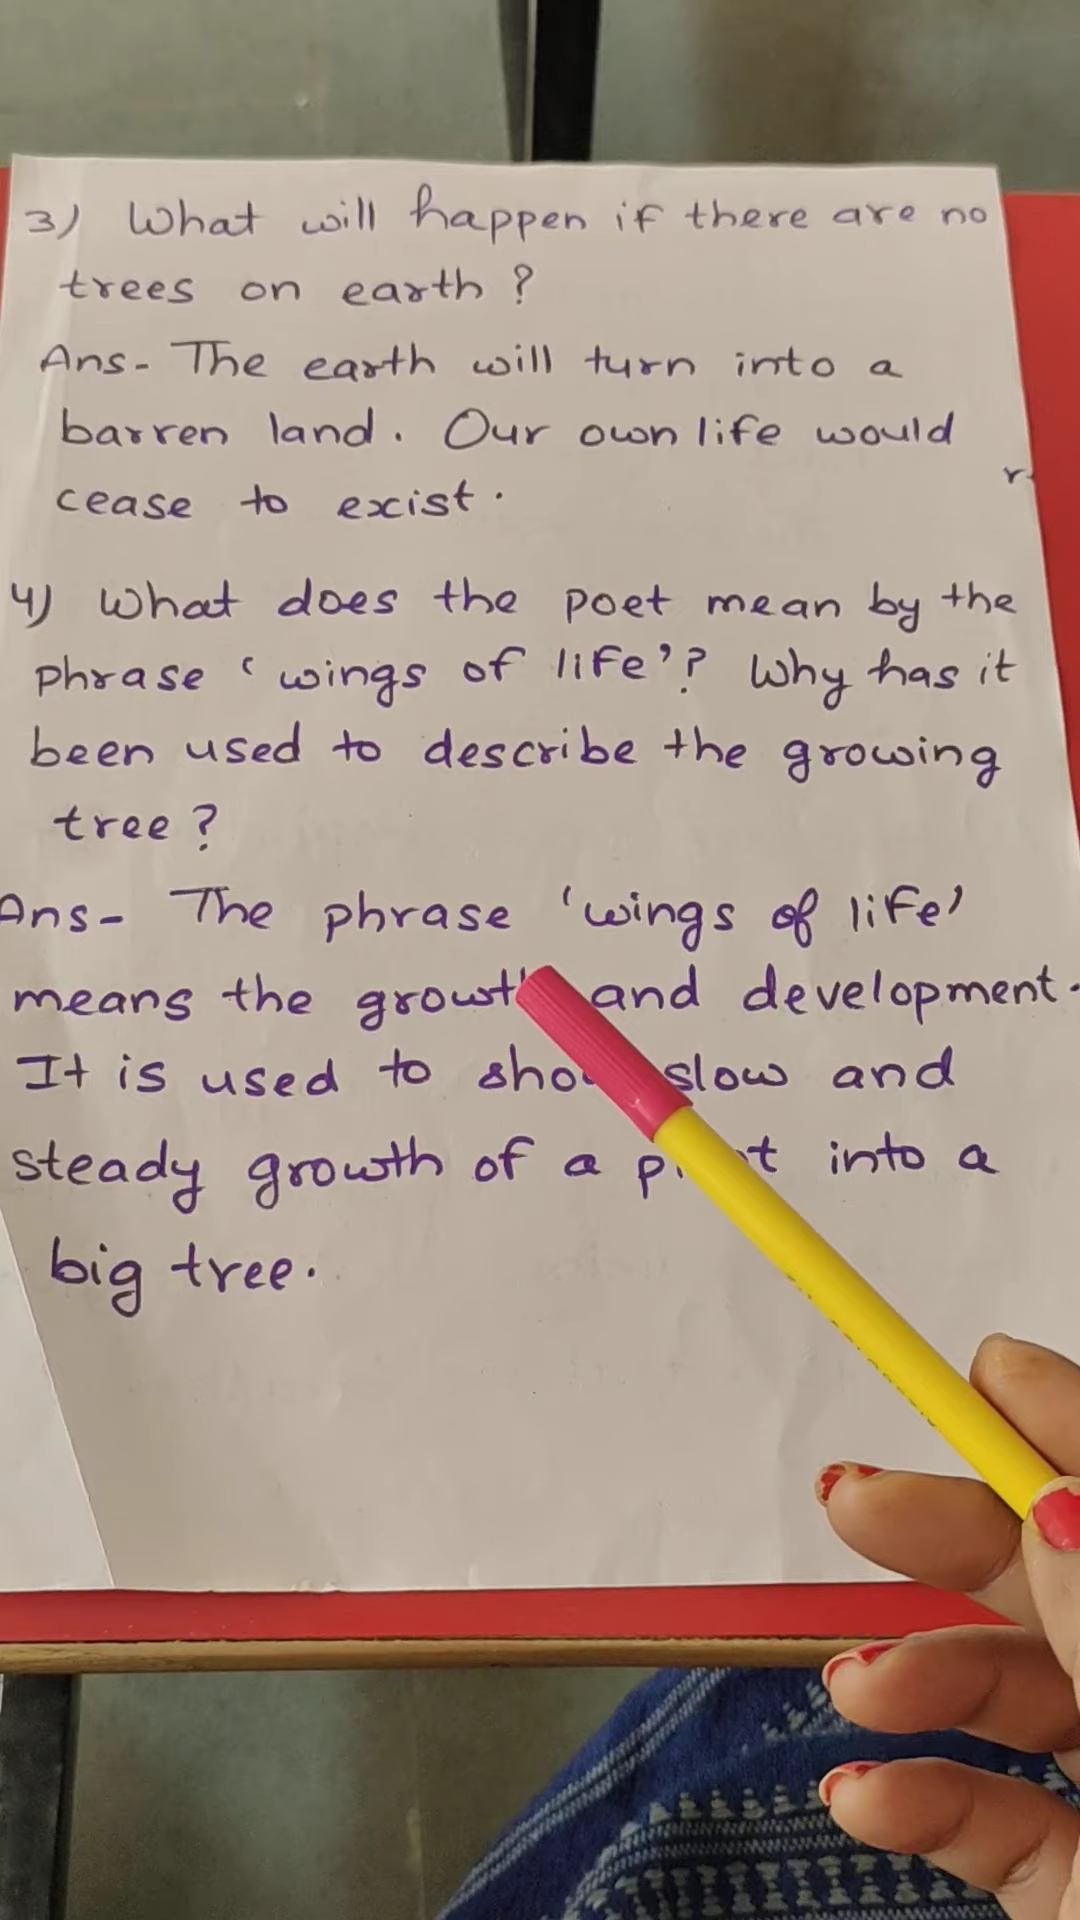 3) What will happen if there are no
trees on earth ?
Ans- The earth will turn into a
barren land. Our own life would
cease to excist.
4) What does the poet mean by the
phrase 'wings of life'? Why has it
been used to describe the growing
tree ?
Ans- The phrase 'wings of life'
means the growth and development.
It is used to slow and
steady growth of a into a
big tree.